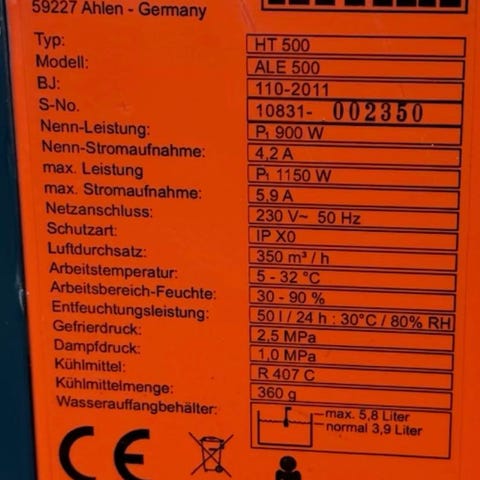 59227 Ahlen - Germany
Typ: HT 500
Modell: ALE 500
BJ: 110-2011
S-No. 10831- 002350
Nenn-Leistung: P₁ 900 W
Nenn-Stromaufnahme: 4,2 A
max. Leistung P₁ 1150 W
max. Stromaufnahme: 5,9 A
Netzanschluss: 230 V~ 50 Hz
Schutzart: IP X0
Luftdurchsatz: 350 m³ / h
Arbeitstemperatur: 5 - 32 °C
Arbeitsbereich-Feuchte: 30 - 90 %
Entfeuchtungsleistung: 50 l / 24 h : 30°C / 80% RH
Gefrierdruck: 2,5 MPa
Dampfdruck: 1,0 MPa
Kühlmittel: R 407 C
Kühlmittelmenge: 360 g
Wasserauffangbehälter: max. 5,8 Liter
normal 3,9 Liter
CE